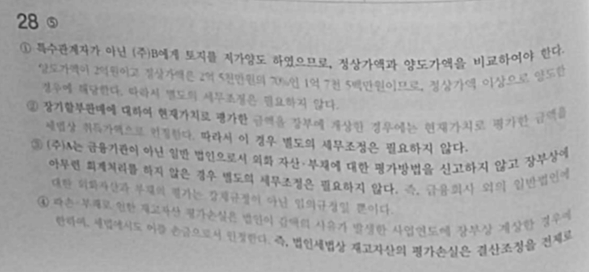 28 ⑤
① 특수관계자가 아닌 (주)B에게 토지를 저가양도 하였으므로, 정상가액과 양도가액을 비교하여야 한다.
양도가액이 2억원이고 정상가액은 2억 5천만원의 70%인 1억 7천 5백만원이므로, 정상가액 이상으로 양도한
경우에 해당한다. 따라서 별도의 세무조정은 필요하지 않다.
② 장기할부판매에 대하여 현재가치로 평가한 금액을 장부에 계상한 경우에는 현재가치로 평가한 금액을
세법상 취득가액으로 인정한다. 따라서 이 경우 별도의 세무조정은 필요하지 않다.
③ (주)A는 금융기관이 아닌 일반 법인으로서 외화 자산·부채에 대한 평가방법을 신고하지 않고 장부상에
아무런 회계처리를 하지 않은 경우 별도의 세무조정은 필요하지 않다. 즉, 금융회사 외의 일반법인에
대한 외화자산과 부채의 평가는 강제규정이 아닌 임의규정일 뿐이다.
④ 파손·부패로 인한 재고자산 평가손실은 법인이 감액의 사유가 발생한 사업연도에 장부상 계상한 경우에
한하여, 세법에서도 이를 손금으로서 인정한다. 즉, 법인세법상 재고자산의 평가손실은 결산조정을 전제로